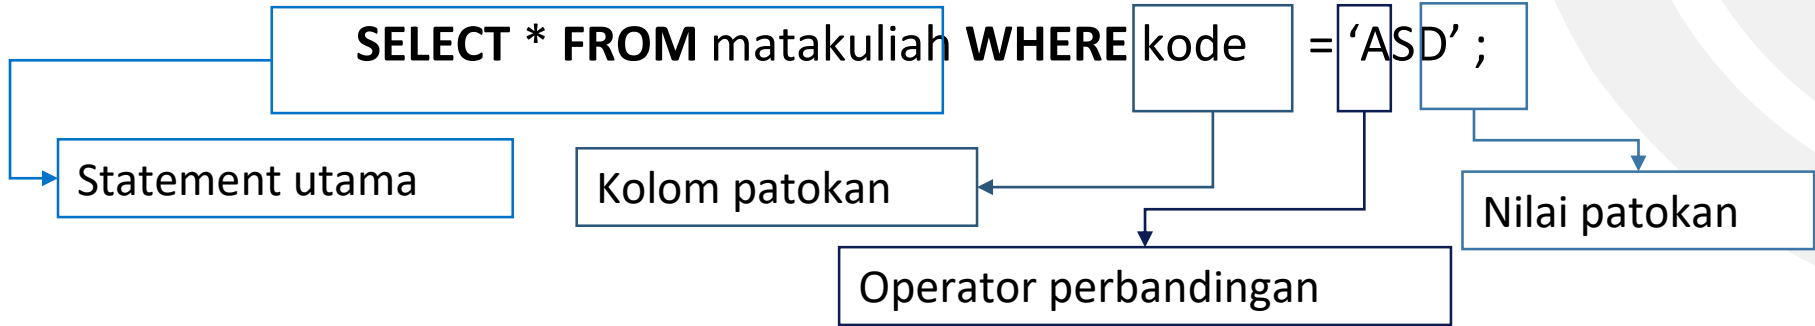 SELECT * FROM matakuliah WHERE kode = ‘ASD’ ;
Statement utama
Kolom patokan
Nilai patokan
Operator perbandingan